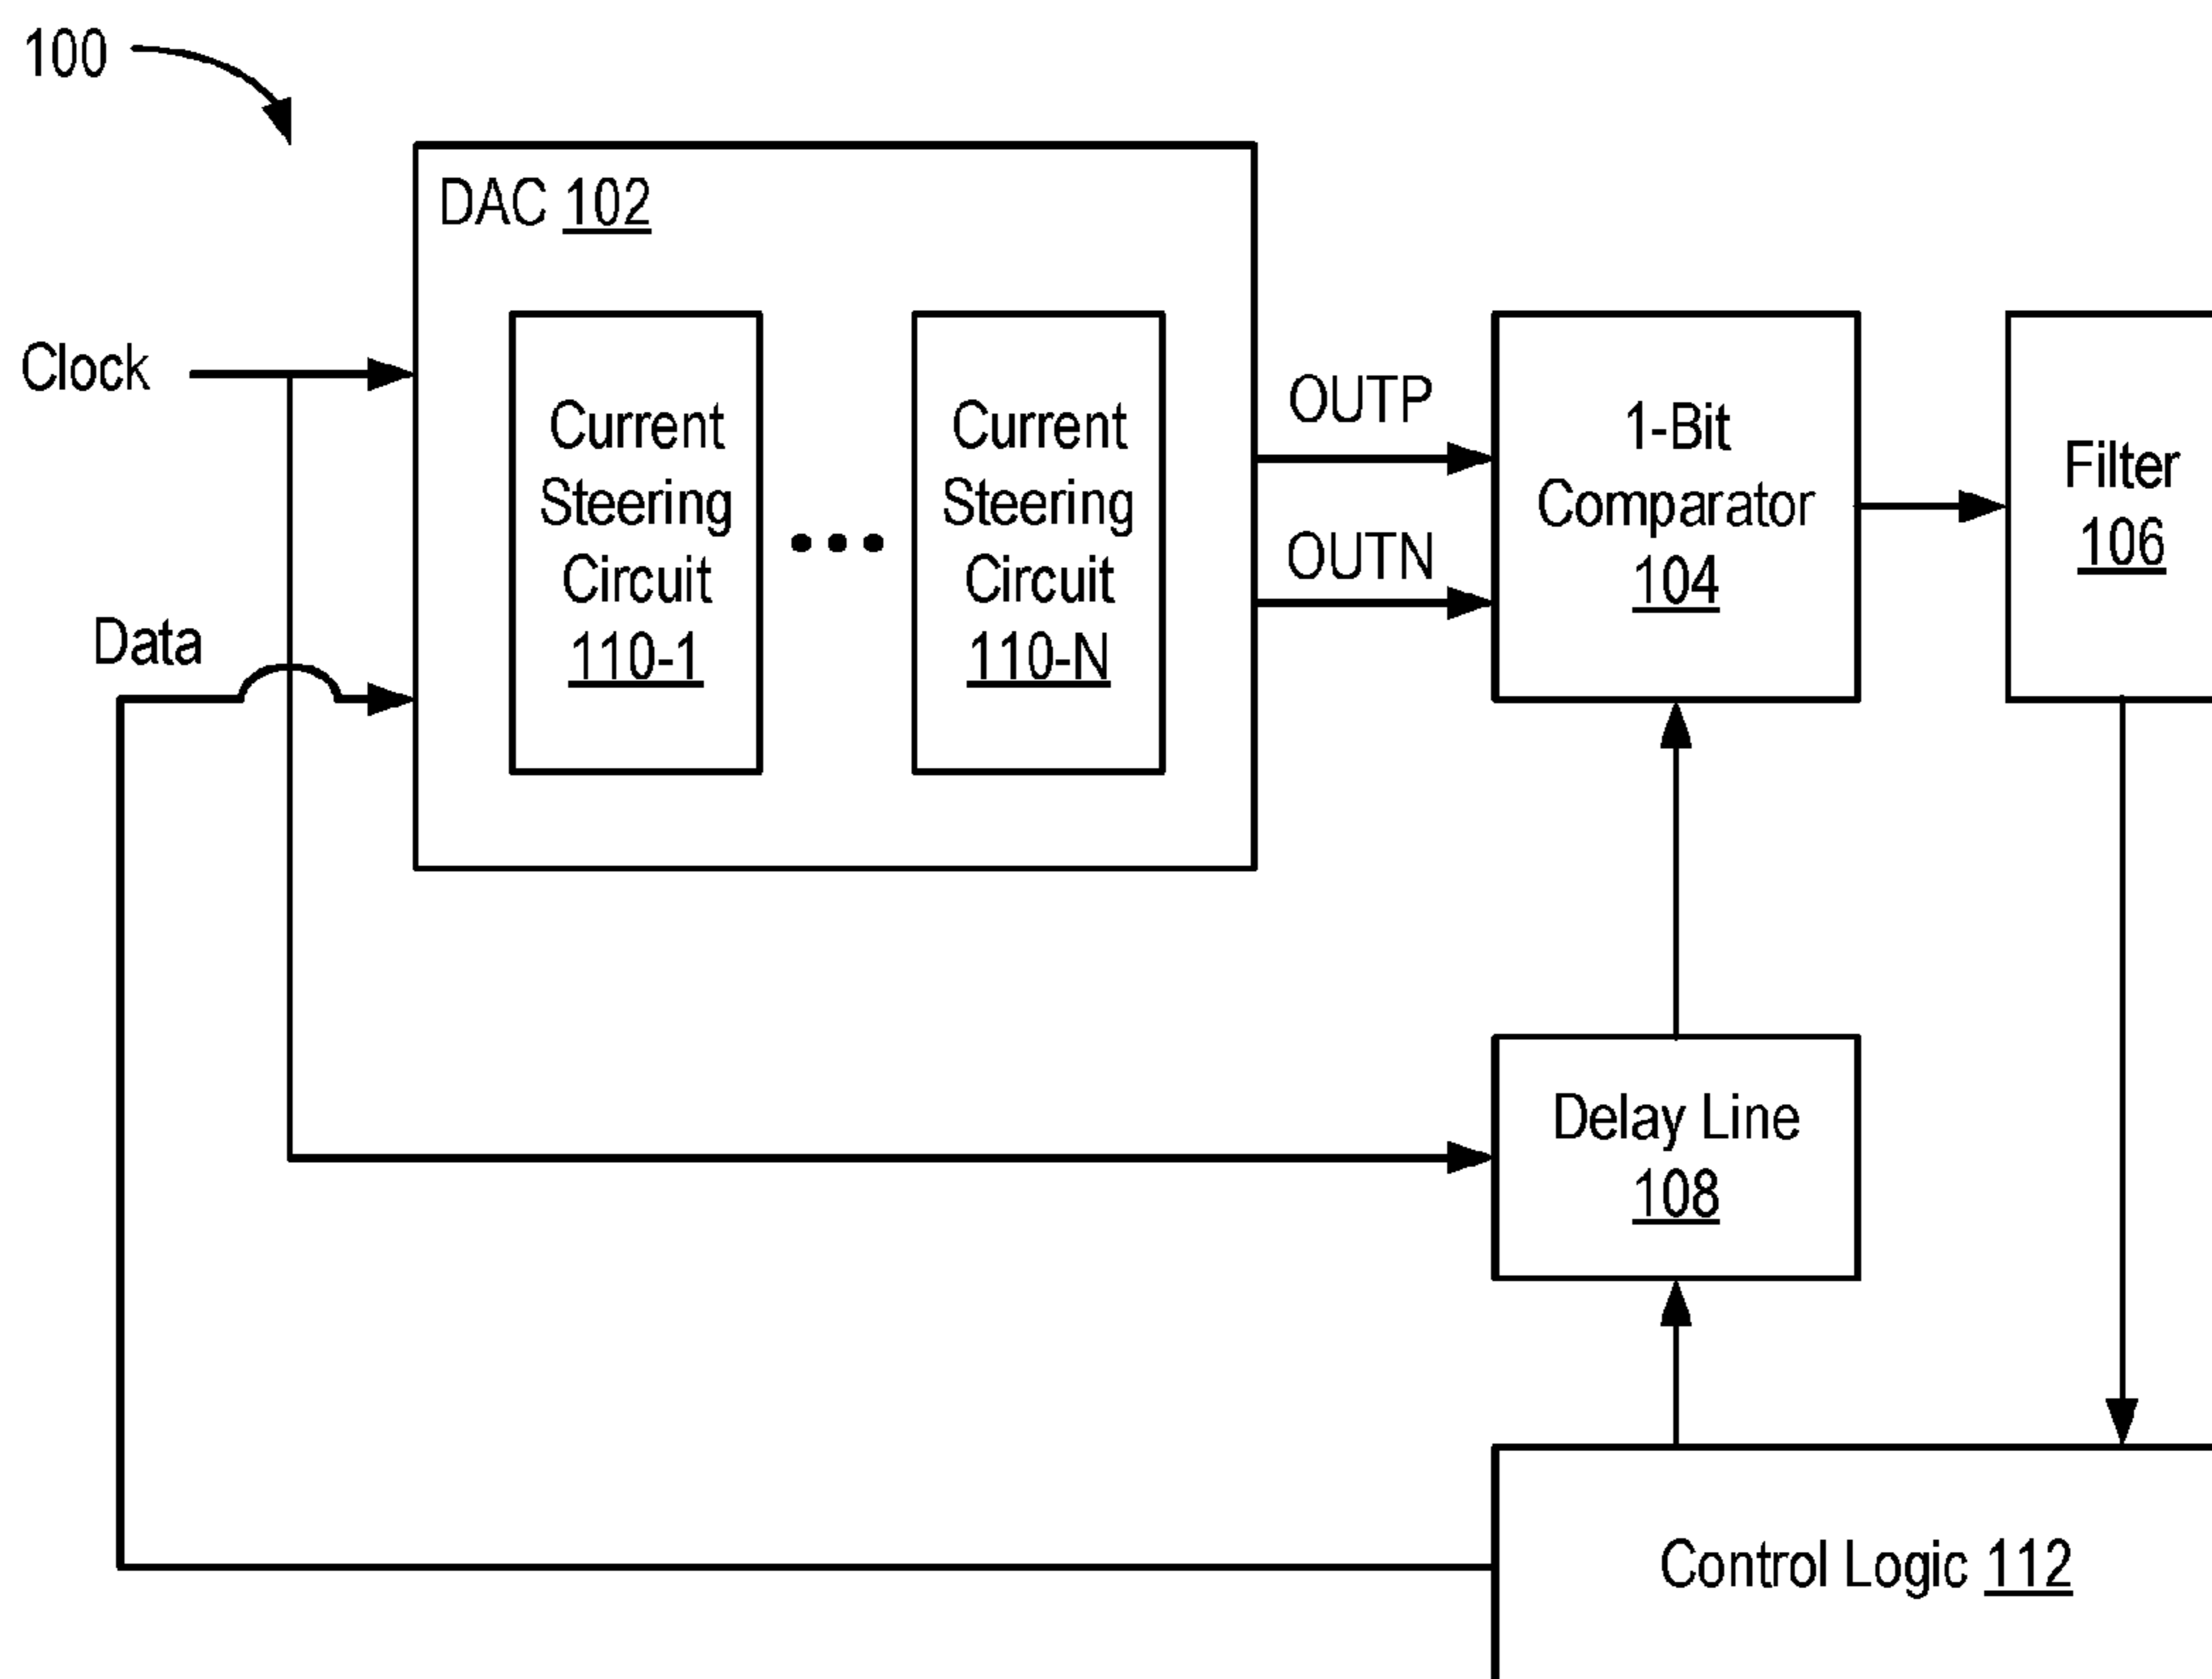 100
DAC 102
Clock
Data
Current
Steering
Circuit
110-1
Current
Steering
Circuit
110-N
OUTP
OUTN
1-Bit
Comparator
104
Filter
106
Delay Line
108
Control Logic 112